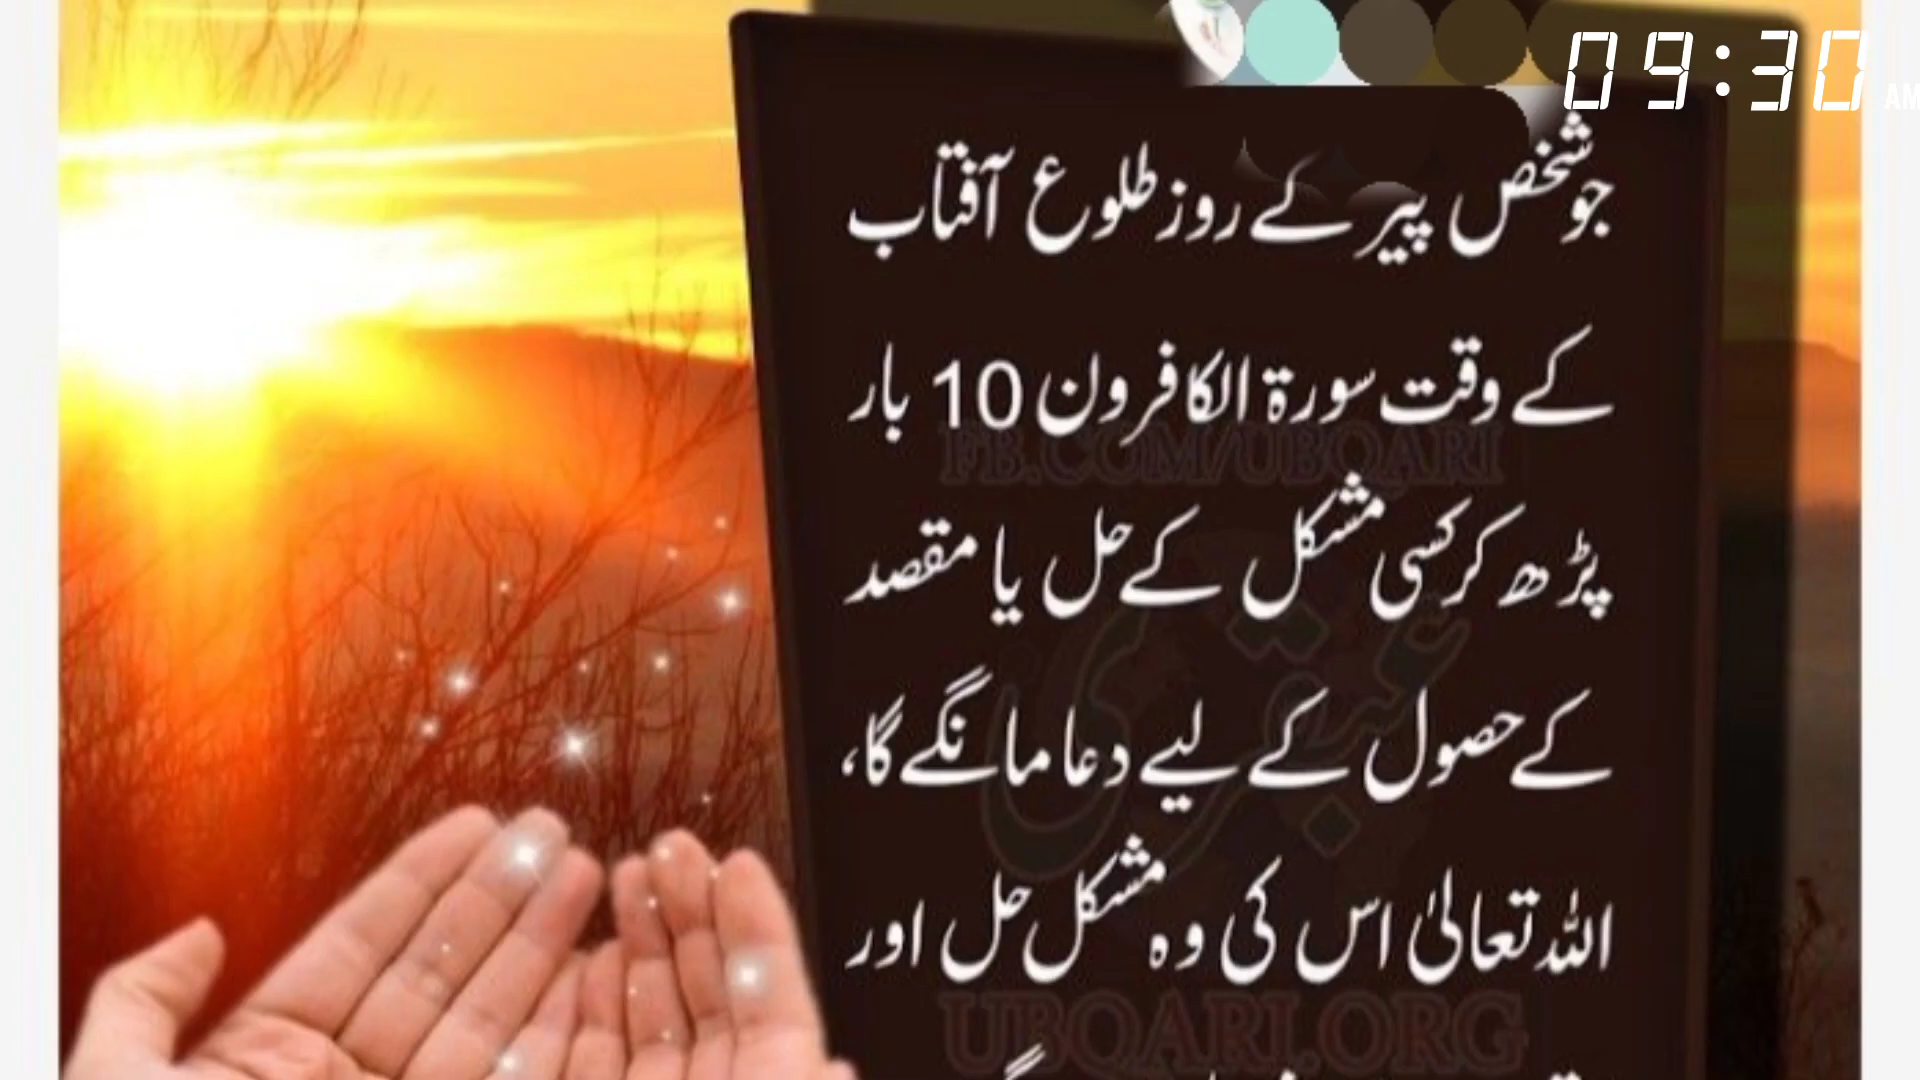 09:30 AM
جو شخص پیر کے روز طلوع آفتاب
کے وقت سورۃ الکافرون 10 بار
FB.COM/UBQARI
پڑھ کر کسی مشکل کے حل یا مقصد
عبقری
کے حصول کے لیے دعا مانگے گا،
اللہ تعالیٰ اس کی وہ مشکل حل اور
UBQARI.ORG